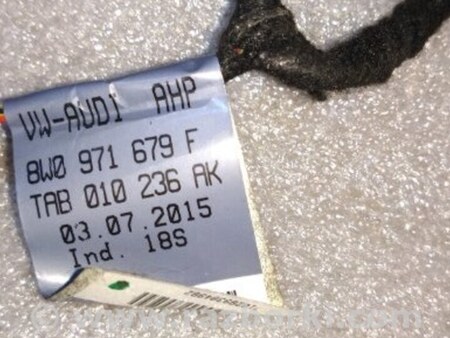 VW-AUDI AHP
8W0 971 679 F
TAB 010 236 AK
03.07.2015
Ind. 18S